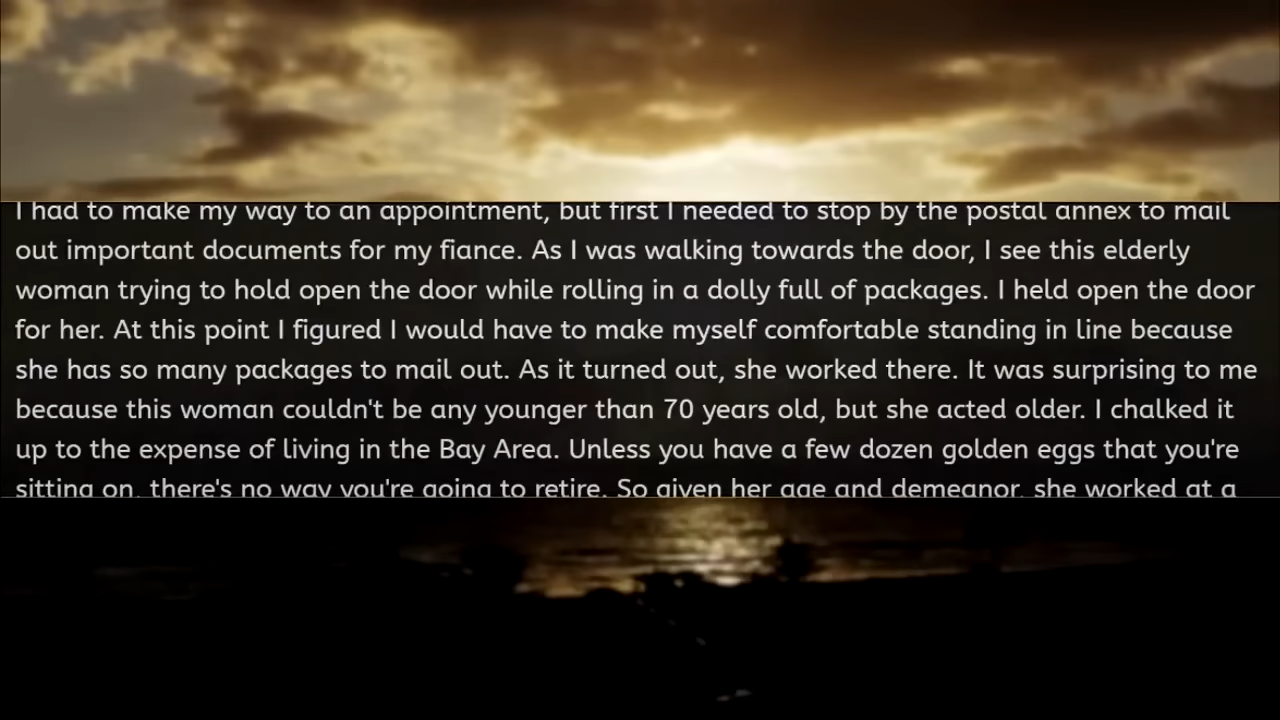 I had to make my way to an appointment, but first I needed to stop by the postal annex to mail
out important documents for my fiance. As I was walking towards the door, I see this elderly
woman trying to hold open the door while rolling in a dolly full of packages. I held open the door
for her. At this point I figured I would have to make myself comfortable standing in line because
she has so many packages to mail out. As it turned out, she worked there. It was surprising to me
because this woman couldn't be any younger than 70 years old, but she acted older. I chalked it
up to the expense of living in the Bay Area. Unless you have a few dozen golden eggs that you're
sitting on, there's no way you're going to retire. So given her age and demeanor, she worked at a